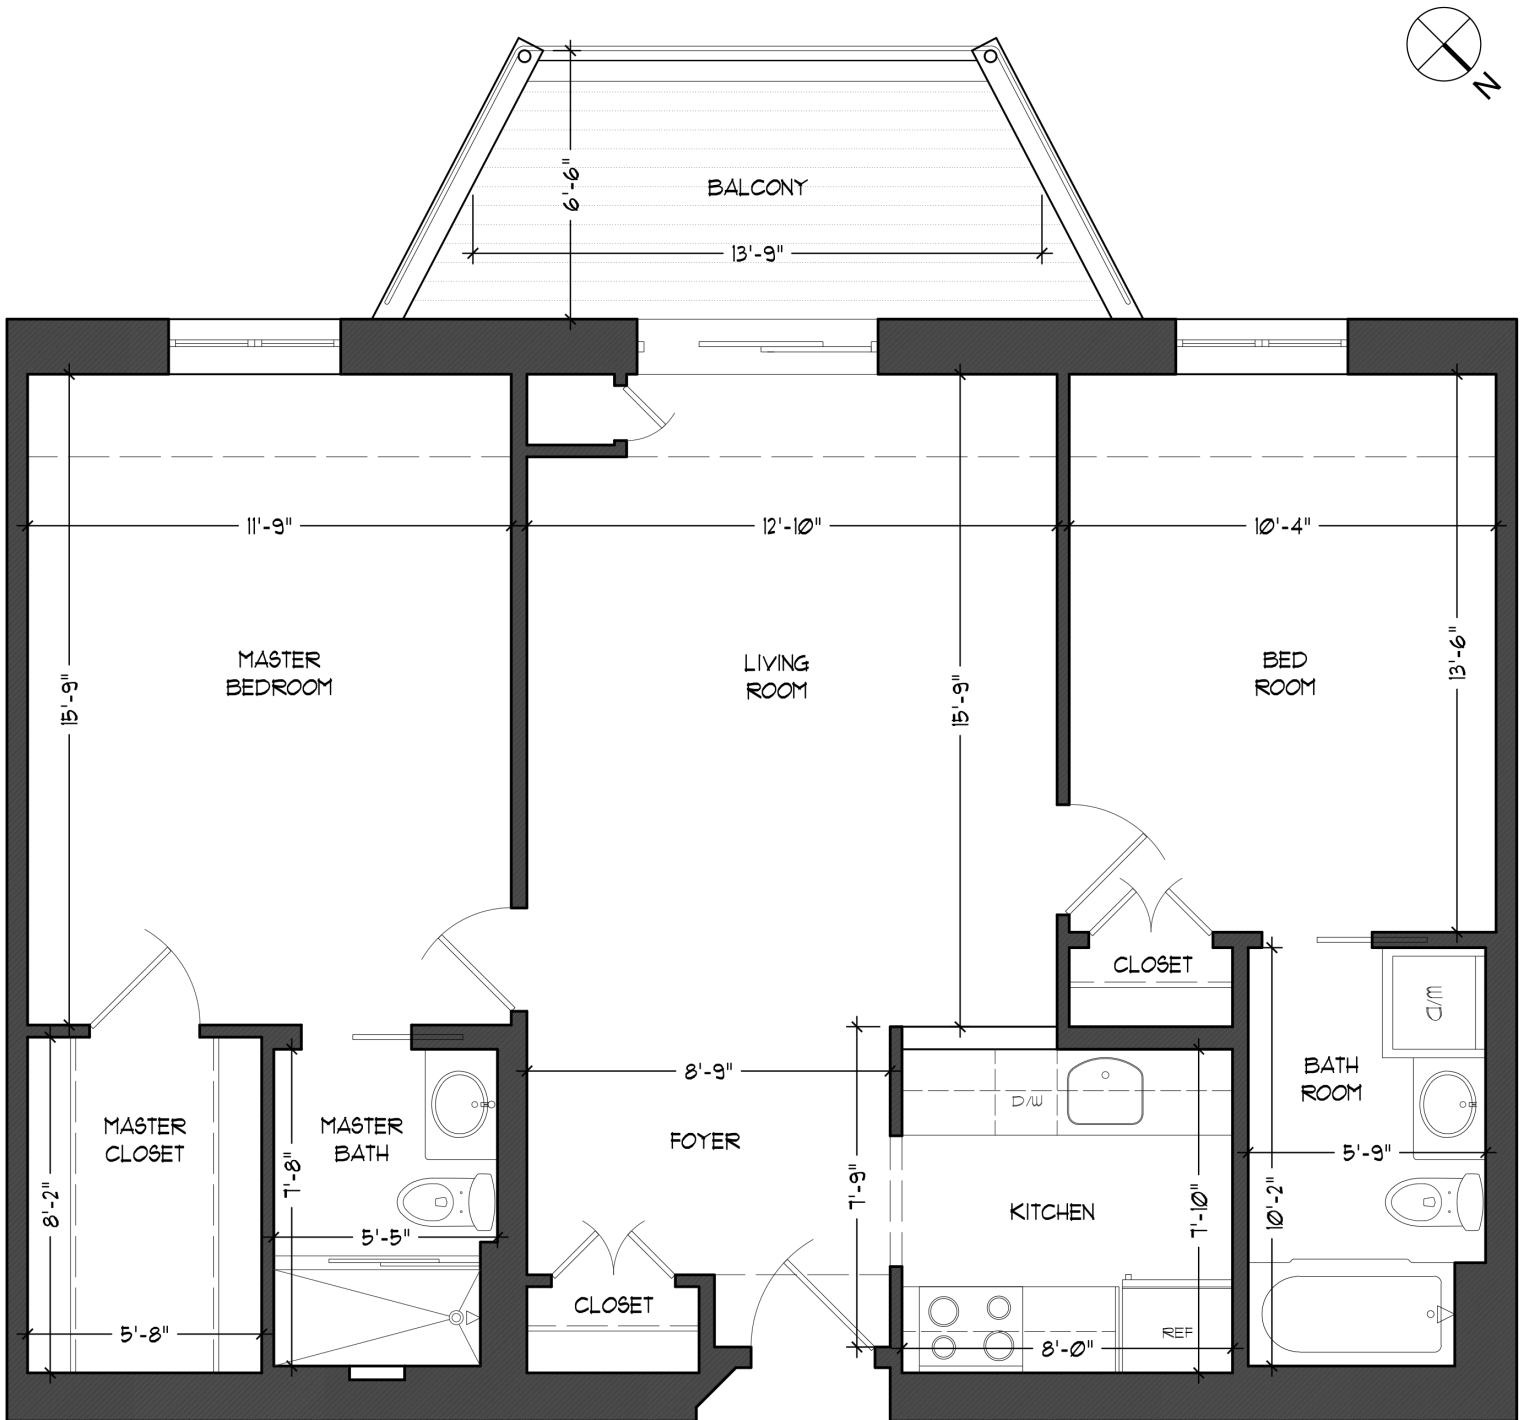 N
6'-6"
BALCONY
13'-9"
11'-9"
12'-10"
10'-4"
MASTER
BEDROOM
15'-9"
LIVING
ROOM
15'-9"
BED
ROOM
13'-6"
CLOSET
D/W
8'-9"
D/W
BATH
ROOM
MASTER
CLOSET
MASTER
BATH
FOYER
5'-9"
8'-2"
7'-8"
7'-9"
KITCHEN
7'-10"
10'-2"
5'-5"
CLOSET
5'-8"
8'-0"
REF